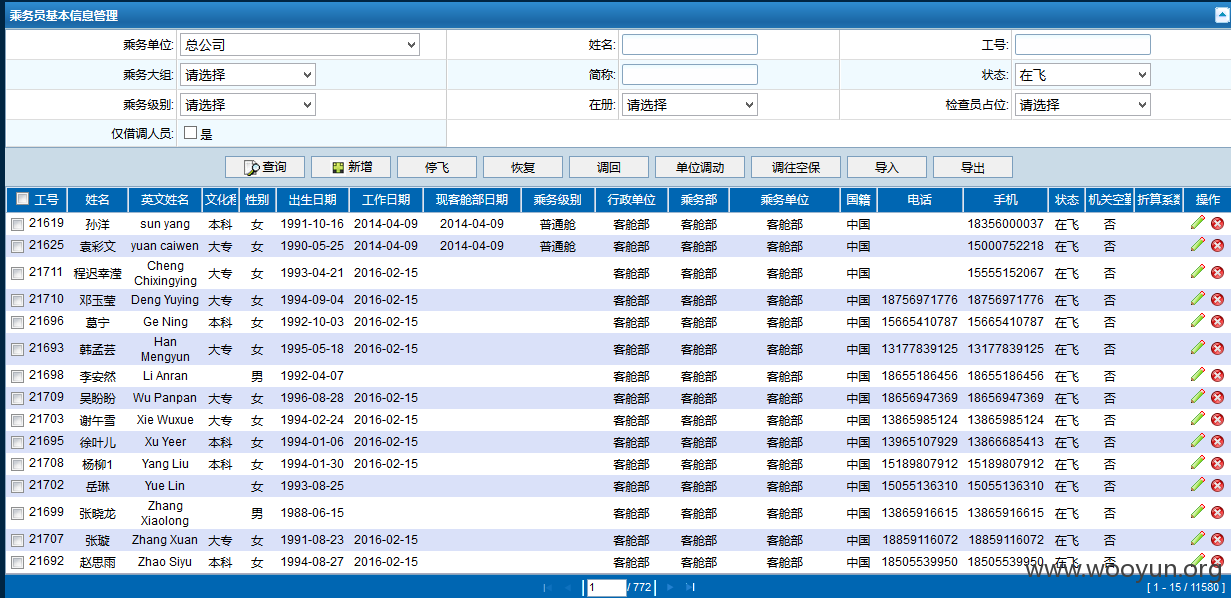 乘务员基本信息管理
乘务单位: 总公司 姓名: 工号:
乘务大组: 请选择 简称: 状态: 在飞
乘务级别: 请选择 在册: 请选择 检查员占位: 请选择
仅借调人员: 是
查询 新增 停飞 恢复 调回 单位调动 调往空保 导入 导出
工号 姓名 英文姓名 文化程 性别 出生日期 工作日期 现客舱部日期 乘务级别 行政单位 乘务部 乘务单位 国籍 电话 手机 状态 机关空勤 折算系数 操作
21619 孙洋 sun yang 本科 女 1991-10-16 2014-04-09 2014-04-09 普通舱 客舱部 客舱部 客舱部 中国 18356000037 在飞 否
21625 袁彩文 yuan caiwen 大专 女 1990-05-25 2014-04-09 2014-04-09 普通舱 客舱部 客舱部 客舱部 中国 15000752218 在飞 否
21711 程迟幸滢 Cheng Chixingying 大专 女 1993-04-21 2016-02-15 客舱部 客舱部 客舱部 中国 15555152067 在飞 否
21710 邓玉莹 Deng Yuying 大专 女 1994-09-04 2016-02-15 客舱部 客舱部 客舱部 中国 18756971776 18756971776 在飞 否
21696 葛宁 Ge Ning 本科 女 1992-10-03 2016-02-15 客舱部 客舱部 客舱部 中国 15665410787 15665410787 在飞 否
21693 韩孟芸 Han Mengyun 大专 女 1995-05-18 2016-02-15 客舱部 客舱部 客舱部 中国 13177839125 13177839125 在飞 否
21698 李安然 Li Anran 男 1992-04-07 客舱部 客舱部 客舱部 中国 18655186456 18655186456 在飞 否
21709 吴盼盼 Wu Panpan 大专 女 1996-08-28 2016-02-15 客舱部 客舱部 客舱部 中国 18656947369 18656947369 在飞 否
21703 谢午雪 Xie Wuxue 大专 女 1994-02-24 2016-02-15 客舱部 客舱部 客舱部 中国 13865985124 13865985124 在飞 否
21695 徐叶儿 Xu Yeer 本科 女 1994-01-06 2016-02-15 客舱部 客舱部 客舱部 中国 13965107929 13866685413 在飞 否
21708 杨柳1 Yang Liu 本科 女 1994-01-30 2016-02-15 客舱部 客舱部 客舱部 中国 15189807912 15189807912 在飞 否
21702 岳琳 Yue Lin 女 1993-08-25 客舱部 客舱部 客舱部 中国 15055136310 15055136310 在飞 否
21699 张晓龙 Zhang Xiaolong 男 1988-06-15 客舱部 客舱部 客舱部 中国 13865916615 13865916615 在飞 否
21707 张璇 Zhang Xuan 大专 女 1991-08-23 2016-02-15 客舱部 客舱部 客舱部 中国 18859116072 18859116072 在飞 否
21692 赵思雨 Zhao Siyu 本科 女 1994-08-27 2016-02-15 客舱部 客舱部 客舱部 中国 18505539950 18505539950 在飞 否
www.wooyun.org
1 / 772 [ 1 - 15 / 11580 ]